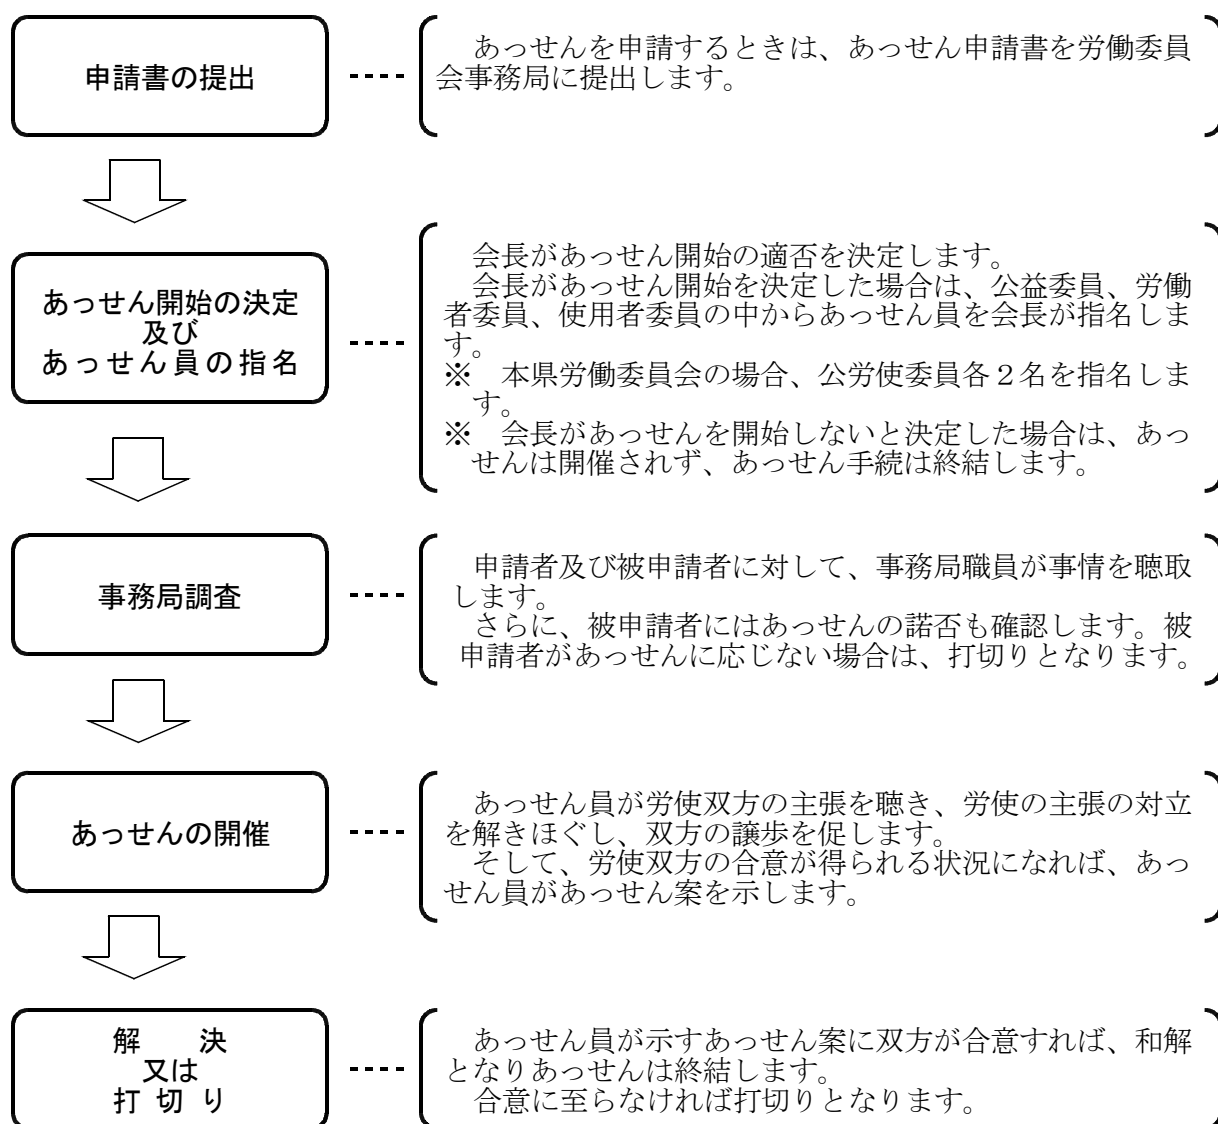 申請書の提出
あっせんを申請するときは、あっせん申請書を労働委員
会事務局に提出します。
あっせん開始の決定
及び
あっせん員の指名
会長があっせん開始の適否を決定します。
会長があっせん開始を決定した場合は、公益委員、労働
者委員、使用者委員の中からあっせん員を会長が指名しま
す。
※　本県労働委員会の場合、公労使委員各２名を指名しま
す。
※　会長があっせんを開始しないと決定した場合は、あっ
せんは開催されず、あっせん手続は終結します。
事務局調査
申請者及び被申請者に対して、事務局職員が事情を聴取
します。
さらに、被申請者にはあっせんの諾否も確認します。被
申請者があっせんに応じない場合は、打切りとなります。
あっせんの開催
あっせん員が労使双方の主張を聴き、労使の主張の対立
を解きほぐし、双方の譲歩を促します。
そして、労使双方の合意が得られる状況になれば、あっ
せん員があっせん案を示します。
解　　決
又は
打 切 り
あっせん員が示すあっせん案に双方が合意すれば、和解
となりあっせんは終結します。
合意に至らなければ打切りとなります。